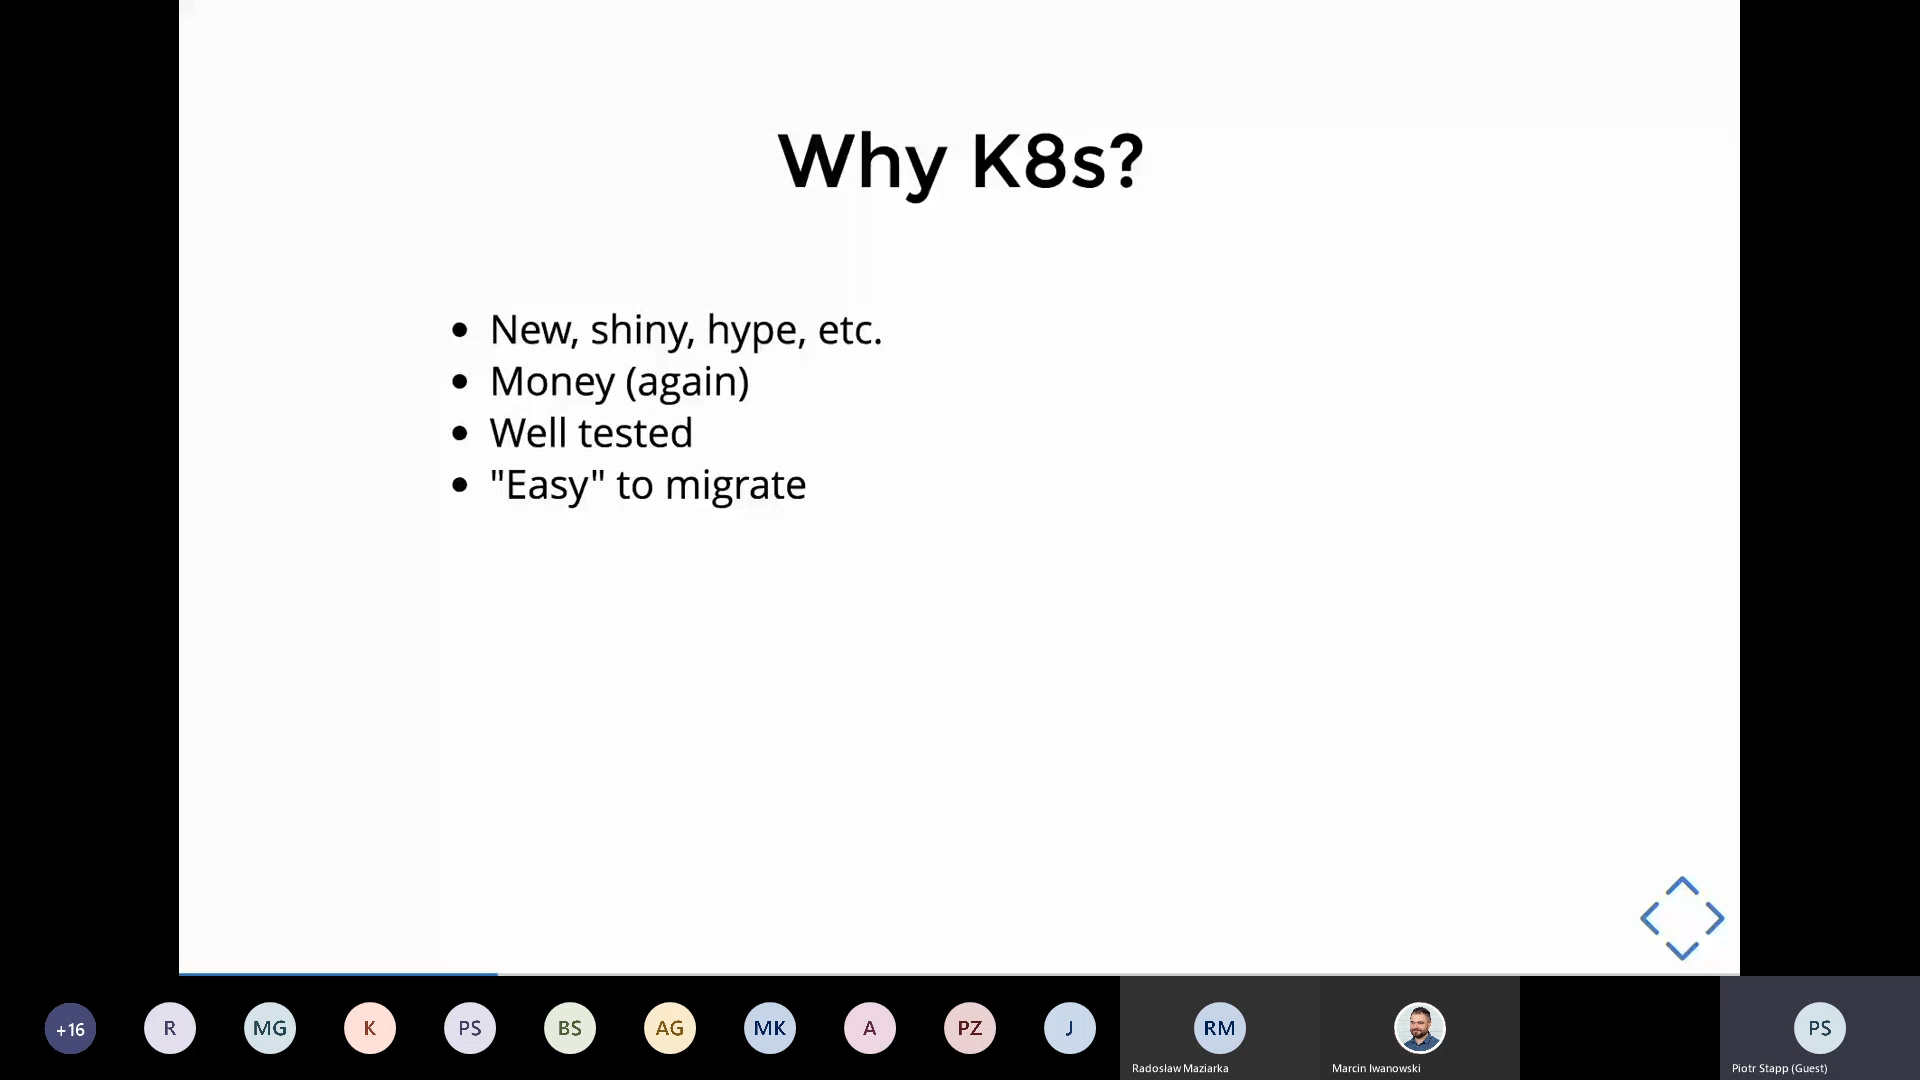 Why K8s?
New, shiny, hype, etc.
Money (again)
Well tested
"Easy" to migrate
+16
R
MG
K
PS
BS
AG
MK
A
PZ
J
RM
PS
Radosław Maziarka
Marcin Iwanowski
Piotr Stapp (Guest)